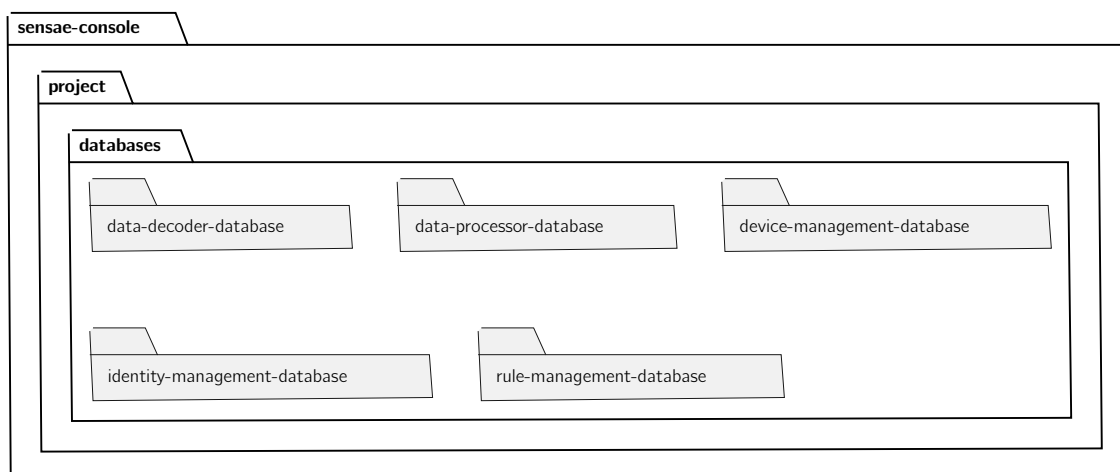 sensae-console
project
databases
data-decoder-database
data-processor-database
device-management-database
identity-management-database
rule-management-database